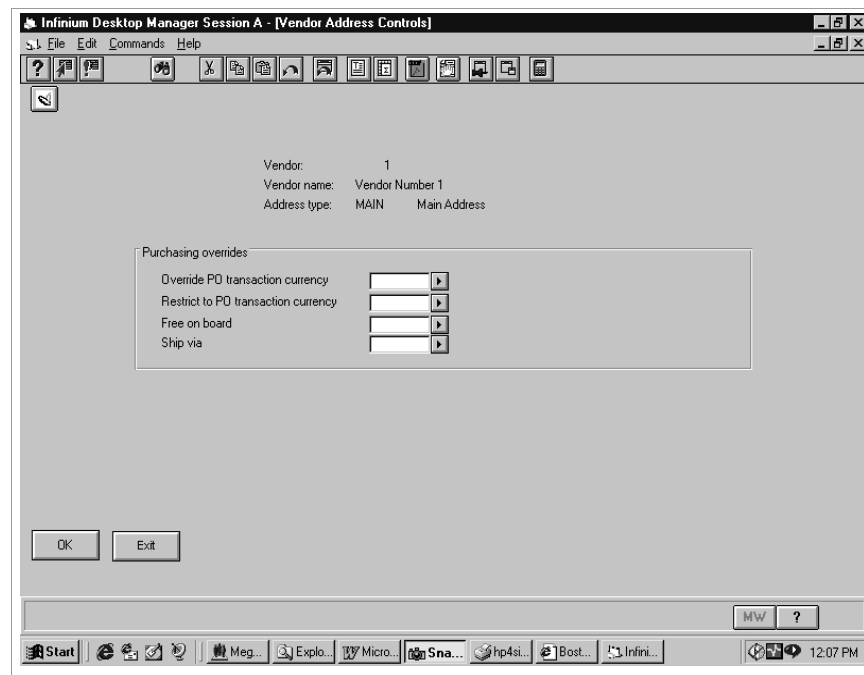 Infinium Desktop Manager Session A - [Vendor Address Controls]
File Edit Commands Help
Vendor: 1
Vendor name: Vendor Number 1
Address type: MAIN Main Address
Purchasing overrides
Override PO transaction currency
Restrict to PO transaction currency
Free on board
Ship via
OK Exit
MW ?
Start Meg... Explo... Micro... Sna... hp4si... Bost... Infini... 12:07 PM